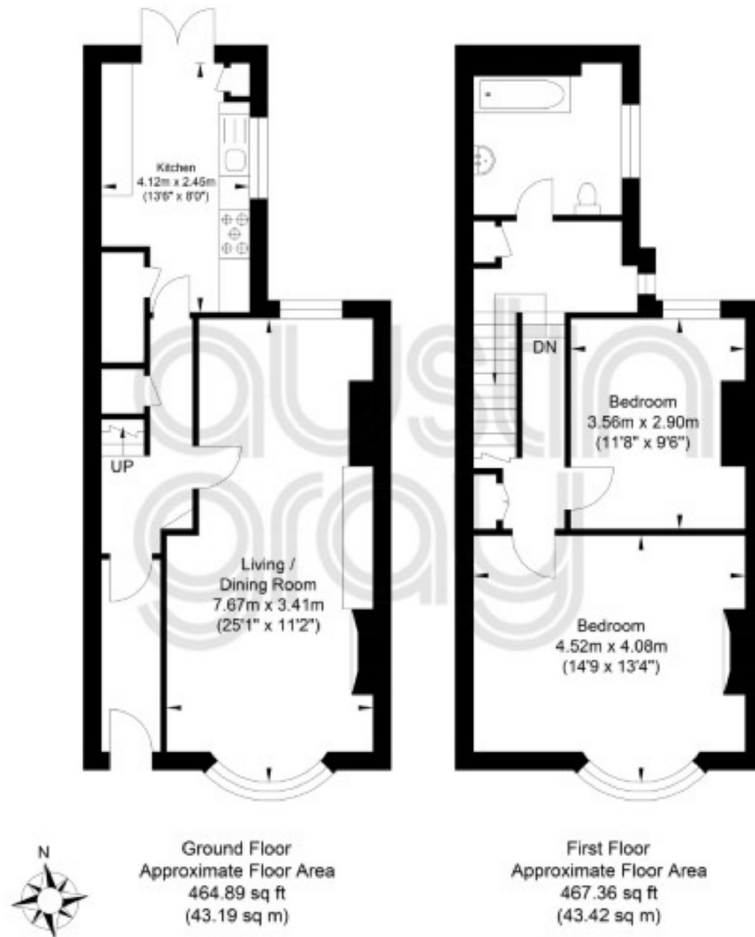 Kitchen
4.12m x 2.45m
(13'6" x 8'0")
UP
Living /
Dining Room
7.67m x 3.41m
(25'1" x 11'2")
DN
Bedroom
3.56m x 2.90m
(11'8" x 9'6")
Bedroom
4.52m x 4.08m
(14'9 x 13'4")
austin
gray
N
Ground Floor
Approximate Floor Area
464.89 sq ft
(43.19 sq m)
First Floor
Approximate Floor Area
467.36 sq ft
(43.42 sq m)